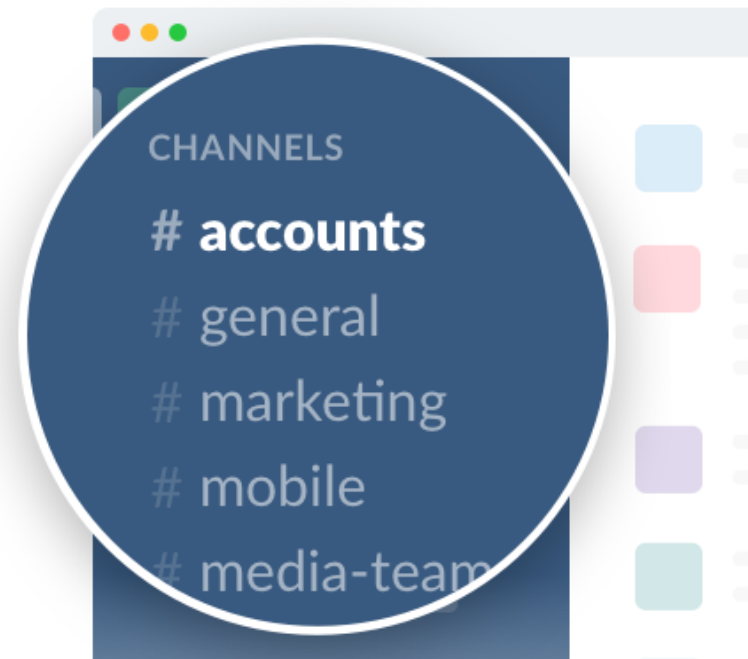 CHANNELS
# accounts
# general
# marketing
# mobile
# media-team